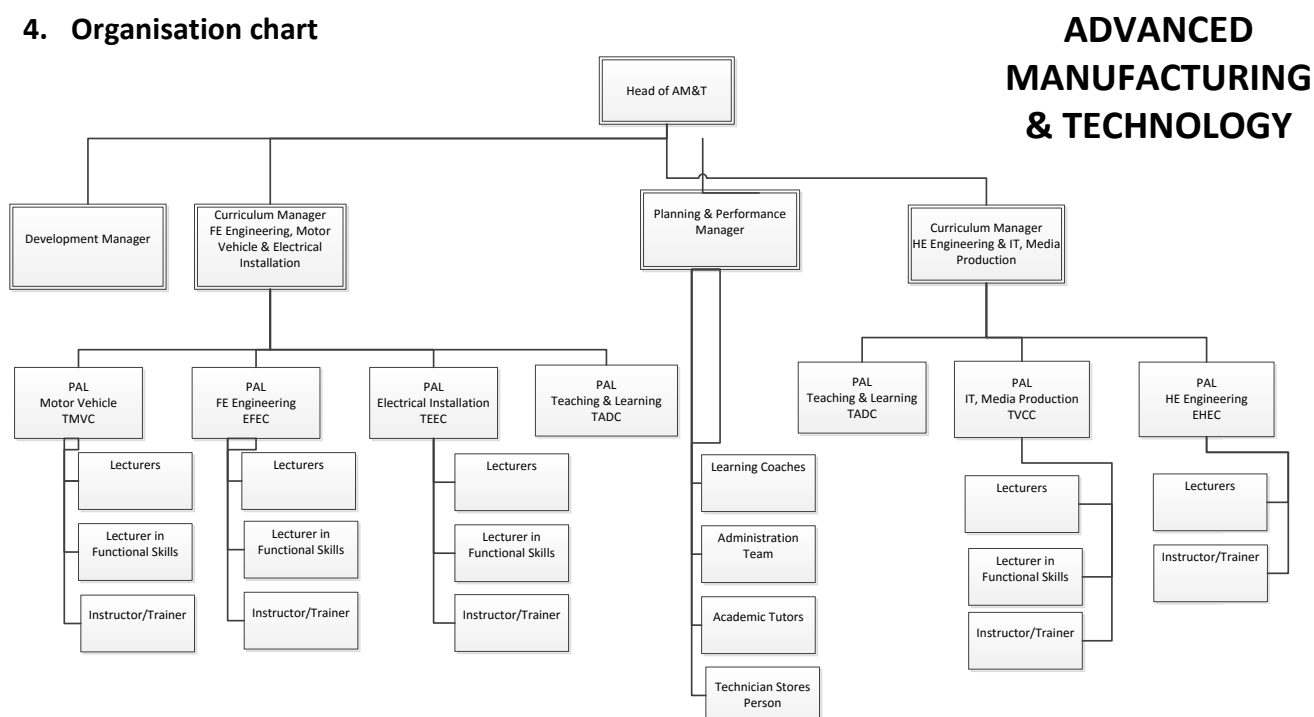 4. Organisation chart
ADVANCED
MANUFACTURING
& TECHNOLOGY
Head of AM&T
Development Manager
Curriculum Manager
FE Engineering, Motor
Vehicle & Electrical
Installation
Planning & Performance
Manager
Curriculum Manager
HE Engineering & IT, Media
Production
PAL
Motor Vehicle
TMVC
PAL
FE Engineering
EFEC
PAL
Electrical Installation
TEEC
PAL
Teaching & Learning
TADC
PAL
Teaching & Learning
TADC
PAL
IT, Media Production
TVCC
PAL
HE Engineering
EHEC
Lecturers
Lecturer in
Functional Skills
Instructor/Trainer
Lecturers
Lecturer in
Functional Skills
Instructor/Trainer
Lecturers
Lecturer in
Functional Skills
Instructor/Trainer
Learning Coaches
Administration
Team
Academic Tutors
Technician Stores
Person
Lecturers
Lecturer in
Functional Skills
Instructor/Trainer
Lecturers
Instructor/Trainer